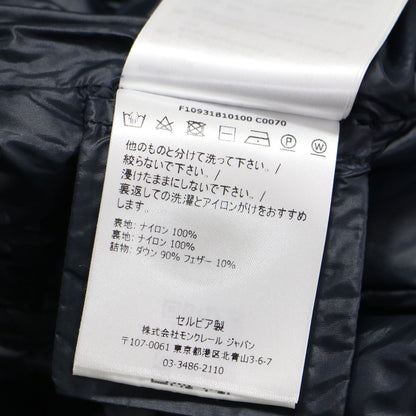 F10931B10100 C0070
他のものと分けて洗って下さい。/
絞らないで下さい。/
浸けたままにしないで下さい。/
裏返しての洗濯とアイロンがけをおすすめ
します。
表地: ナイロン 100%
裏地: ナイロン 100%
詰物: ダウン 90% フェザー 10%
セルビア製
株式会社モンクレール ジャパン
〒107-0061 東京都港区北青山3-6-7
03-3486-2110